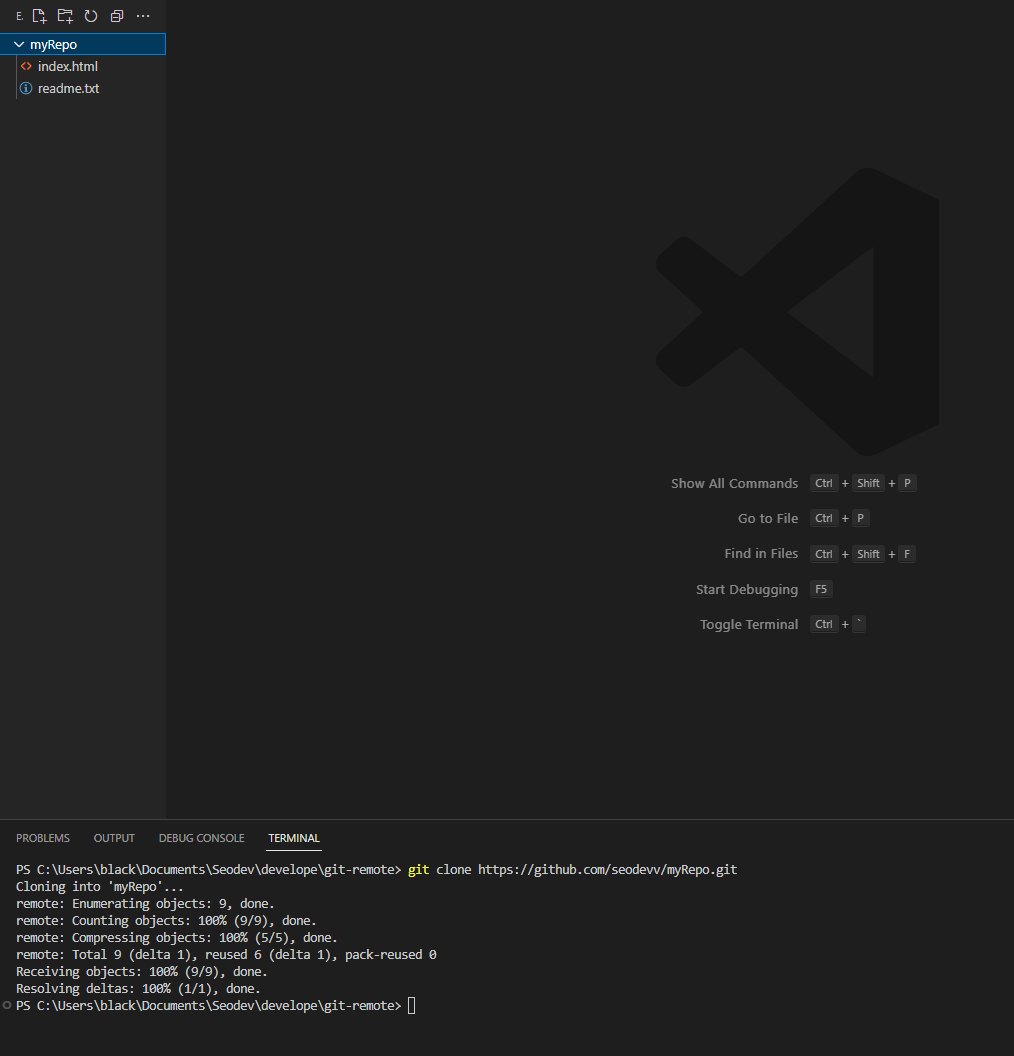 E.
myRepo
index.html
readme.txt
Show All Commands Ctrl + Shift + P
Go to File Ctrl + P
Find in Files Ctrl + Shift + F
Start Debugging F5
Toggle Terminal Ctrl + `
PROBLEMS OUTPUT DEBUG CONSOLE TERMINAL
PS C:\Users\black\Documents\Seodev\develope\git-remote> git clone https://github.com/seodevv/myRepo.git
Cloning into 'myRepo'...
remote: Enumerating objects: 9, done.
remote: Counting objects: 100% (9/9), done.
remote: Compressing objects: 100% (5/5), done.
remote: Total 9 (delta 1), reused 6 (delta 1), pack-reused 0
Receiving objects: 100% (9/9), done.
Resolving deltas: 100% (1/1), done.
PS C:\Users\black\Documents\Seodev\develope\git-remote>